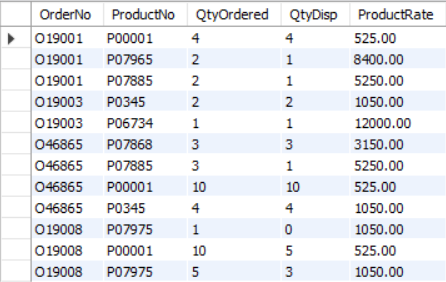 OrderNo ProductNo QtyOrdered QtyDisp ProductRate
O19001 P00001 4 4 525.00
O19001 P07965 2 1 8400.00
O19001 P07885 2 1 5250.00
O19003 P0345 2 2 1050.00
O19003 P06734 1 1 12000.00
O46865 P07868 3 3 3150.00
O46865 P07885 3 1 5250.00
O46865 P00001 10 10 525.00
O46865 P0345 4 4 1050.00
O19008 P07975 1 0 1050.00
O19008 P00001 10 5 525.00
O19008 P07975 5 3 1050.00